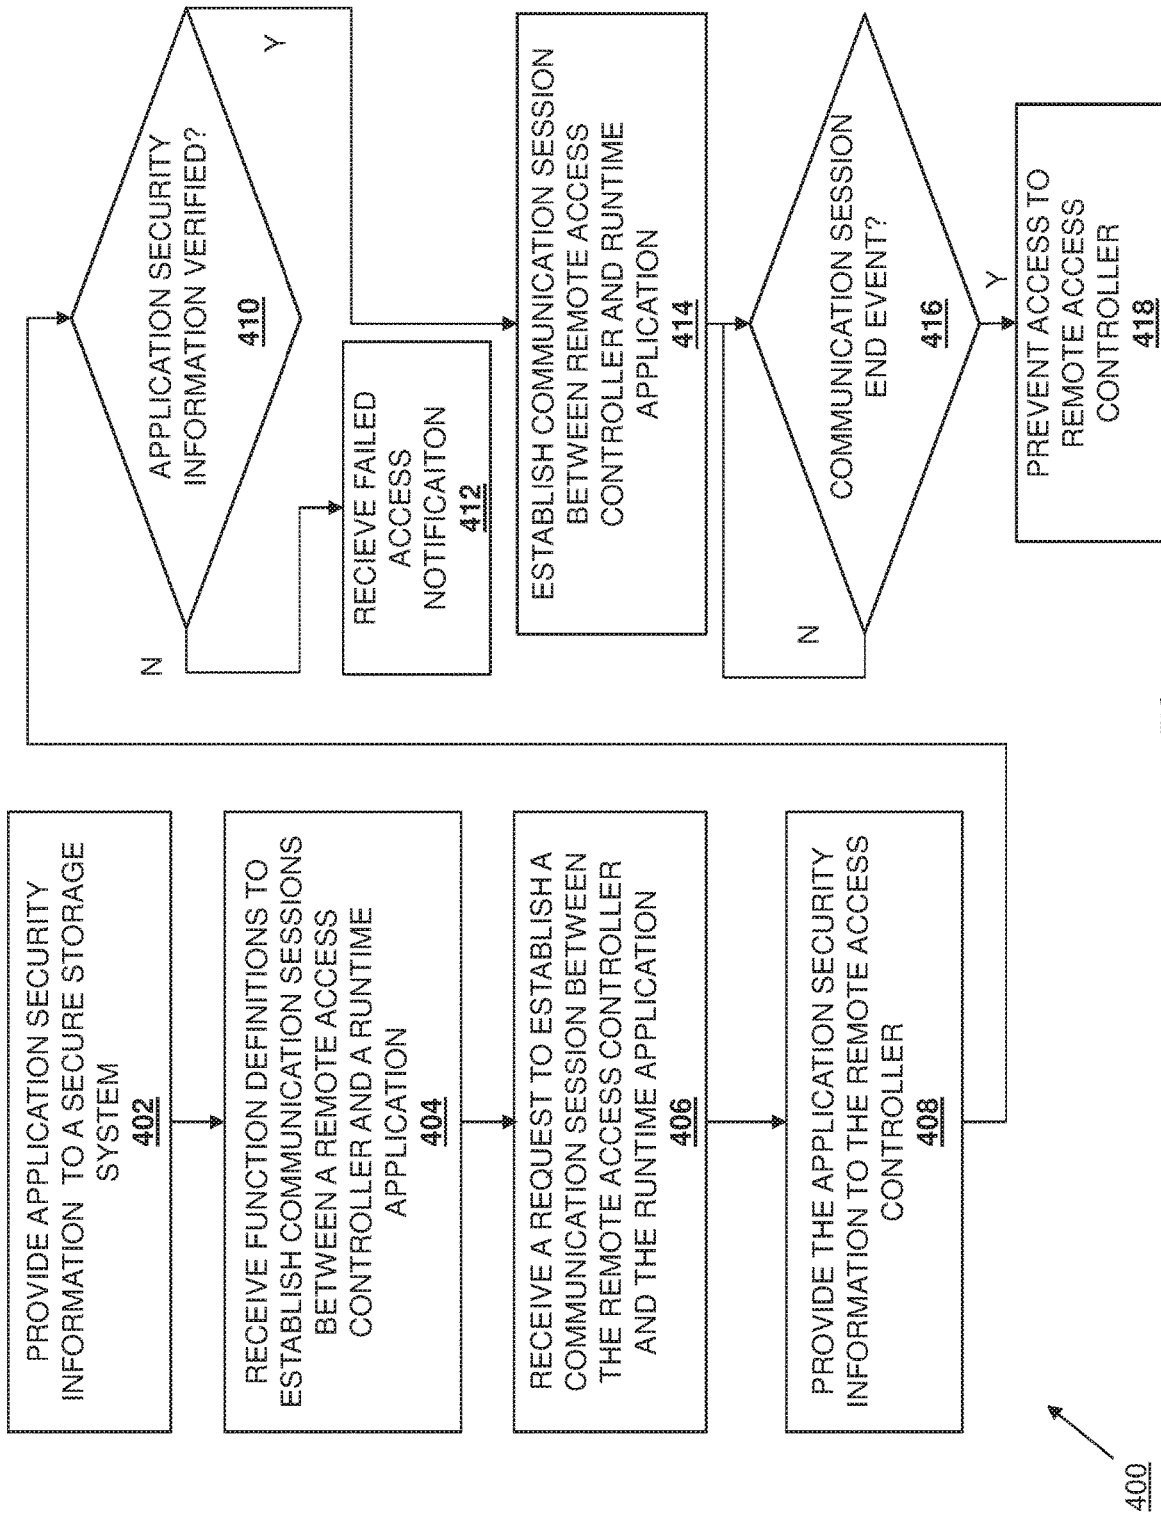 PROVIDE APPLICATION SECURITY
INFORMATION TO A SECURE STORAGE
SYSTEM
402
RECEIVE FUNCTION DEFINITIONS TO
ESTABLISH COMMUNICATION SESSIONS
BETWEEN A REMOTE ACCESS
CONTROLLER AND A RUNTIME
APPLICATION
404
RECEIVE A REQUEST TO ESTABLISH A
COMMUNICATION SESSION BETWEEN
THE REMOTE ACCESS CONTROLLER
AND THE RUNTIME APPLICATION
406
PROVIDE THE APPLICATION SECURITY
INFORMATION TO THE REMOTE ACCESS
CONTROLLER
408
400
APPLICATION SECURITY
INFORMATION VERIFIED?
410
N
Y
RECIEVE FAILED
ACCESS
NOTIFICAITON
412
ESTABLISH COMMUNICATION SESSION
BETWEEN REMOTE ACCESS
CONTROLLER AND RUNTIME
APPLICATION
414
COMMUNICATION SESSION
END EVENT?
416
N
Y
PREVENT ACCESS TO
REMOTE ACCESS
CONTROLLER
418